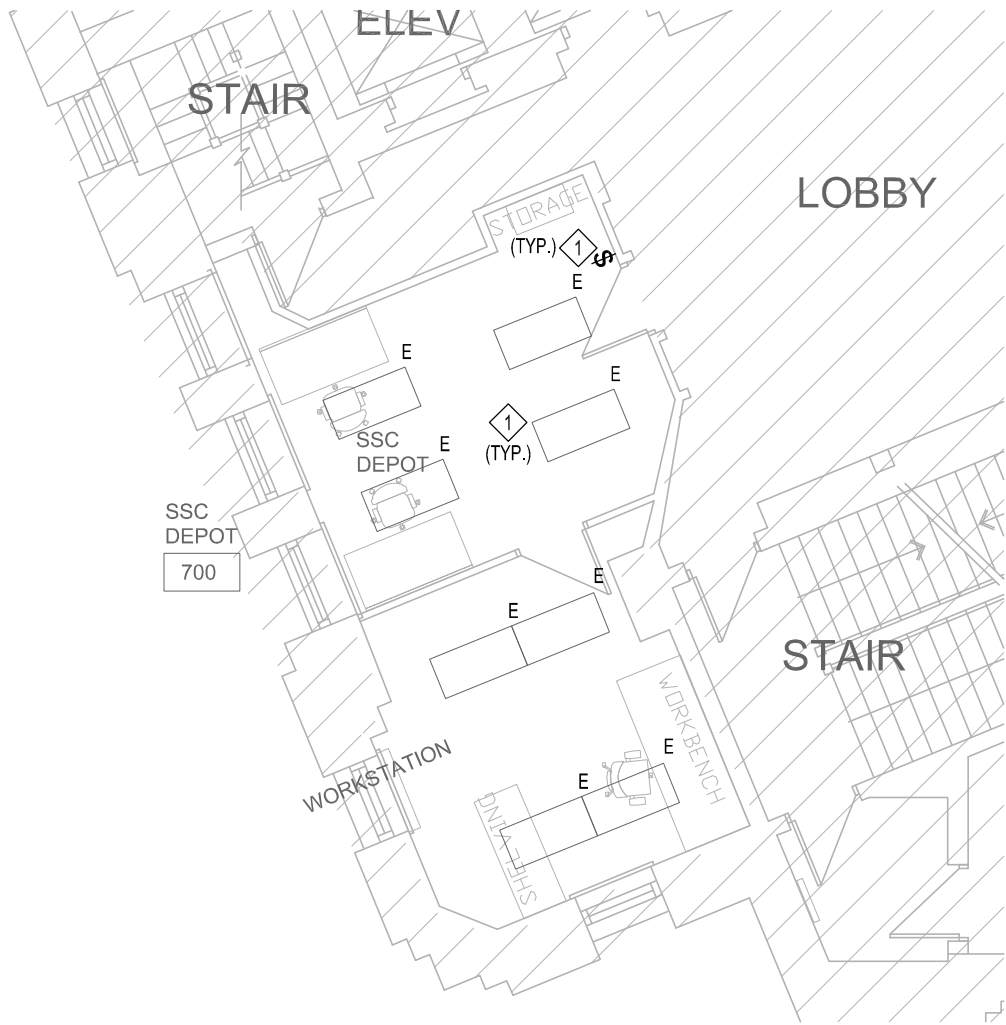 ELEV
STAIR
LOBBY
STORAGE
(TYP.)
1
$
E
E
E
1
(TYP.)
SSC
DEPOT
E
SSC
DEPOT
700
E
E
STAIR
WORKBENCH
WORKSTATION
E
E
SHELVING